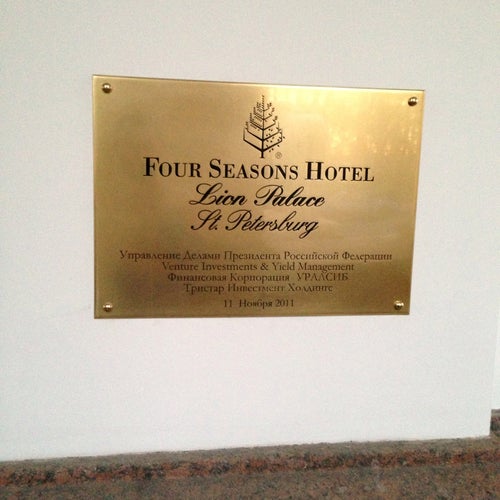 ®
FOUR SEASONS HOTEL
Lion Palace
St. Petersburg
Управление Делами Президента Российской Федерации
Venture Investments & Yield Management
Финансовая Корпорация УРАЛСИБ
Тристар Инвестмент Холдингс
11 Ноября 2011